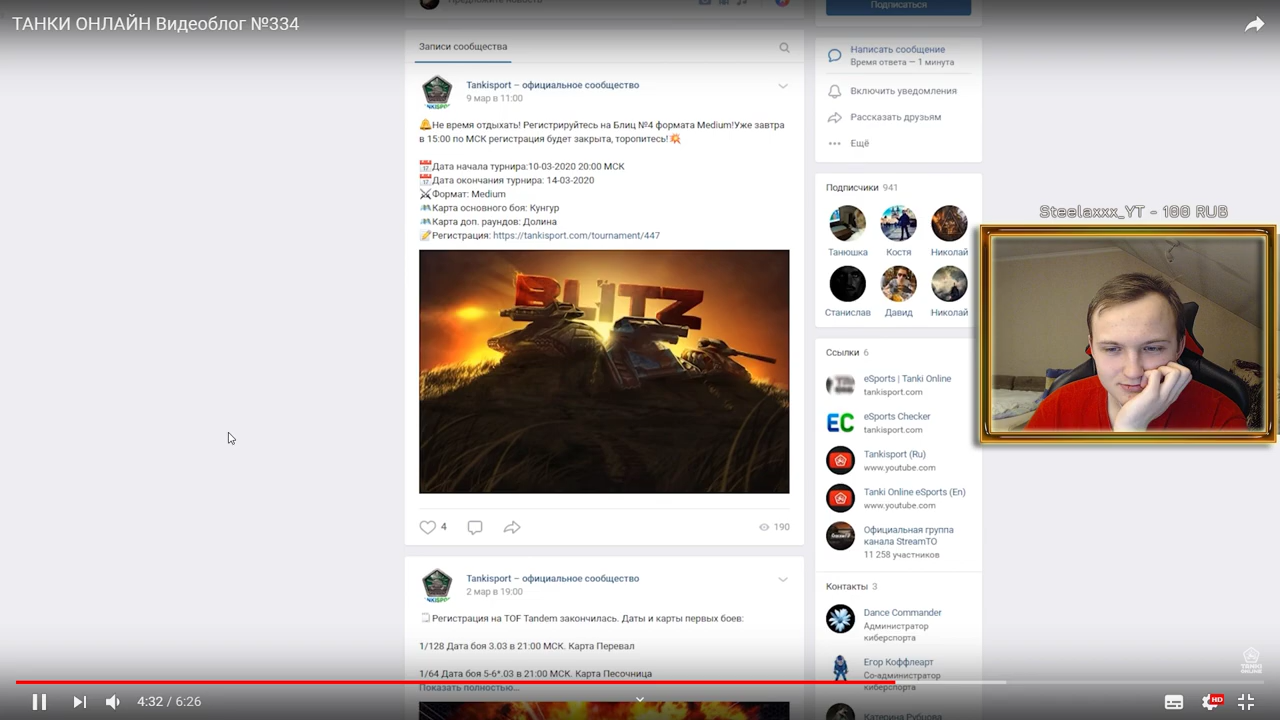 ТАНКИ ОНЛАЙН Видеоблог №334
Подписаться
Записи сообщества
Tankisport – официальное сообщество
9 мар в 11:00
Не время отдыхать! Регистрируйтесь на Блиц №4 формата Medium!Уже завтра
в 15:00 по МСК регистрация будет закрыта, торопитесь!
Дата начала турнира:10-03-2020 20:00 МСК
Дата окончания турнира: 14-03-2020
Формат: Medium
Карта основного боя: Кунгур
Карта доп. раундов: Долина
Регистрация: https://tankisport.com/tournament/447
BLITZ
4
190
Tankisport – официальное сообщество
2 мар в 19:00
Регистрация на TOF Tandem закончилась. Даты и карты первых боев:
1/128 Дата боя 3.03 в 21:00 МСК. Карта Перевал
1/64 Дата боя 5-6*.03 в 21:00 МСК. Карта Песочница
Показать полностью...
Написать сообщение
Время ответа — 1 минута
Включить уведомления
Рассказать друзьям
Ещё
Подписчики 941
Танюшка Костя Николай
Станислав Давид Николай
Ссылки 6
eSports | Tanki Online
tankisport.com
eSports Checker
tankisport.com
Tankisport (Ru)
www.youtube.com
Tanki Online eSports (En)
www.youtube.com
Официальная группа
канала StreamTO
11 258 участников
Контакты 3
Dance Commander
Администратор
киберспорта
Егор Коффлеарт
Со-администратор
киберспорта
Катерина Рубцова
Steelaxxx_YT - 100 RUB
TANKI
ONLINE
4:32 / 6:26
HD